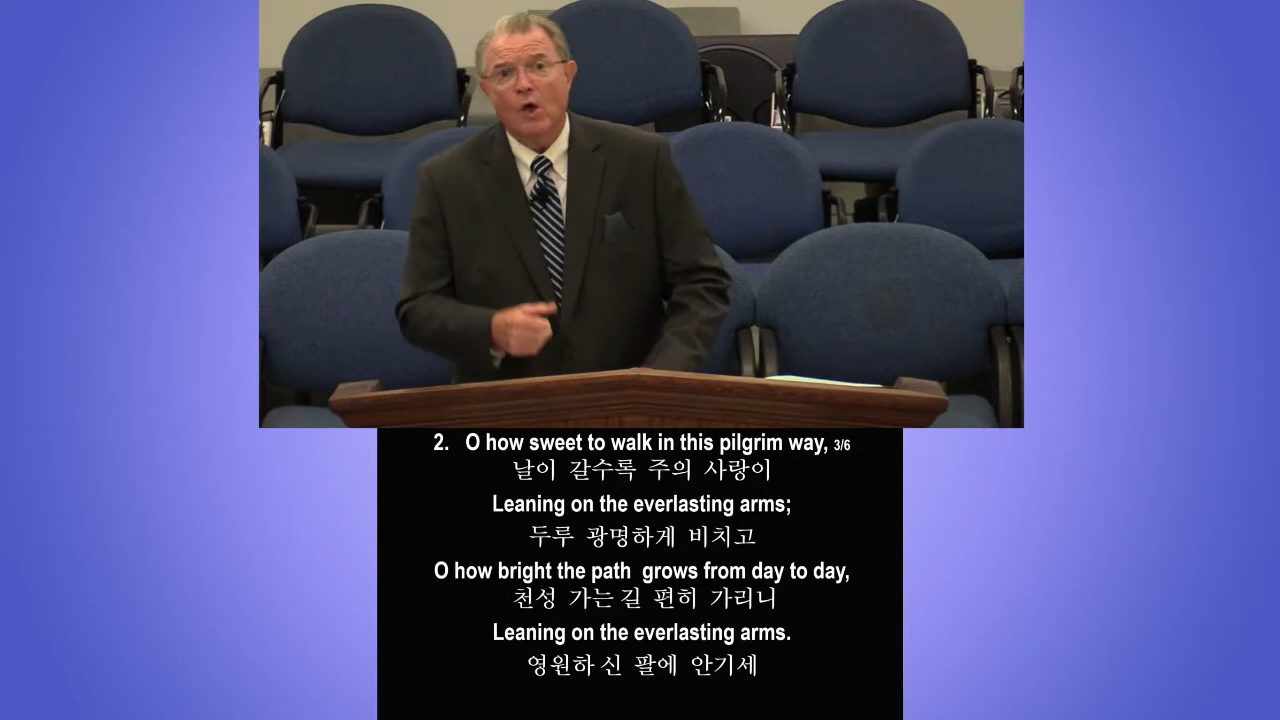 2. O how sweet to walk in this pilgrim way, 3/6
날이 갈수록 주의 사랑이
Leaning on the everlasting arms;
두루 광명하게 비치고
O how bright the path grows from day to day,
천성 가는 길 편히 가리니
Leaning on the everlasting arms.
영원하 신 팔에 안기세